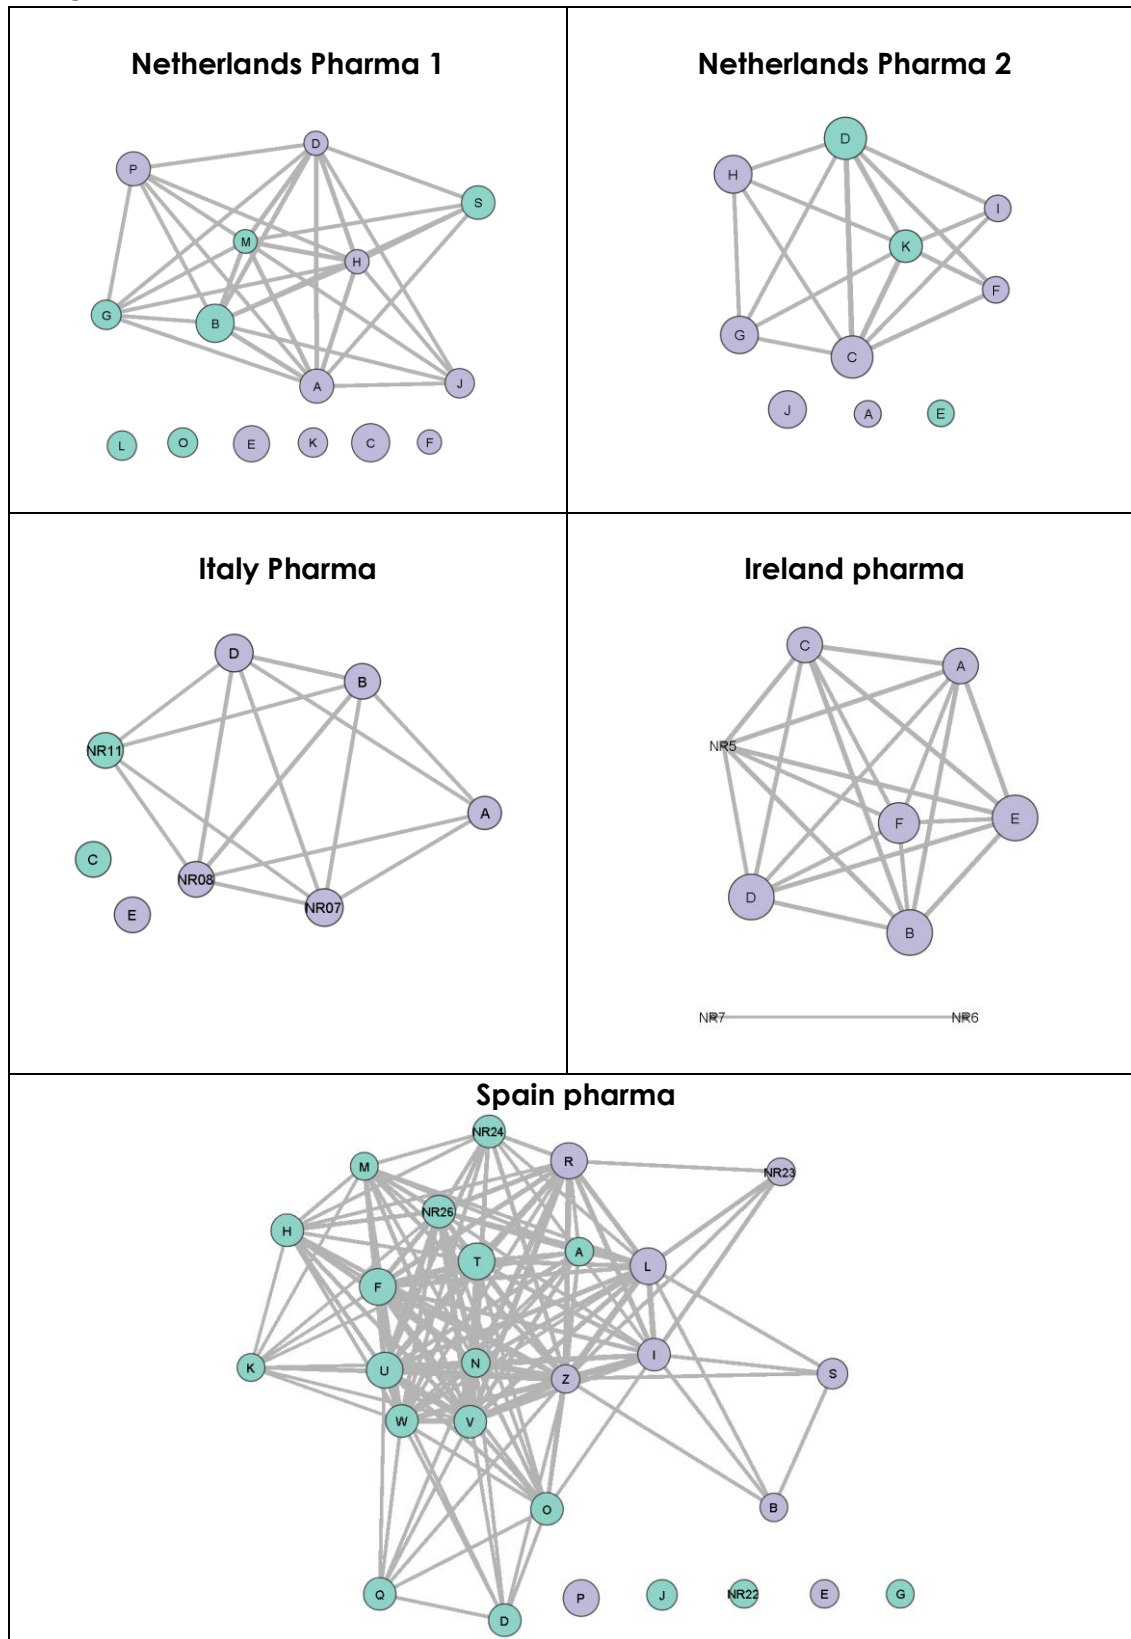 Netherlands Pharma 1
D
P
S
M
H
G
B
A
J
L
O
E
K
C
F
Netherlands Pharma 2
D
H
I
K
F
G
C
J
A
E
Italy Pharma
D
B
NR11
A
C
NR08
NR07
E
Ireland pharma
C
A
NR5
F
E
D
B
NR7
NR6
Spain pharma
NR24
M
R
NR23
NR26
H
A
T
L
F
I
K
U
N
Z
S
W
V
O
B
Q
D
P
J
NR22
E
G